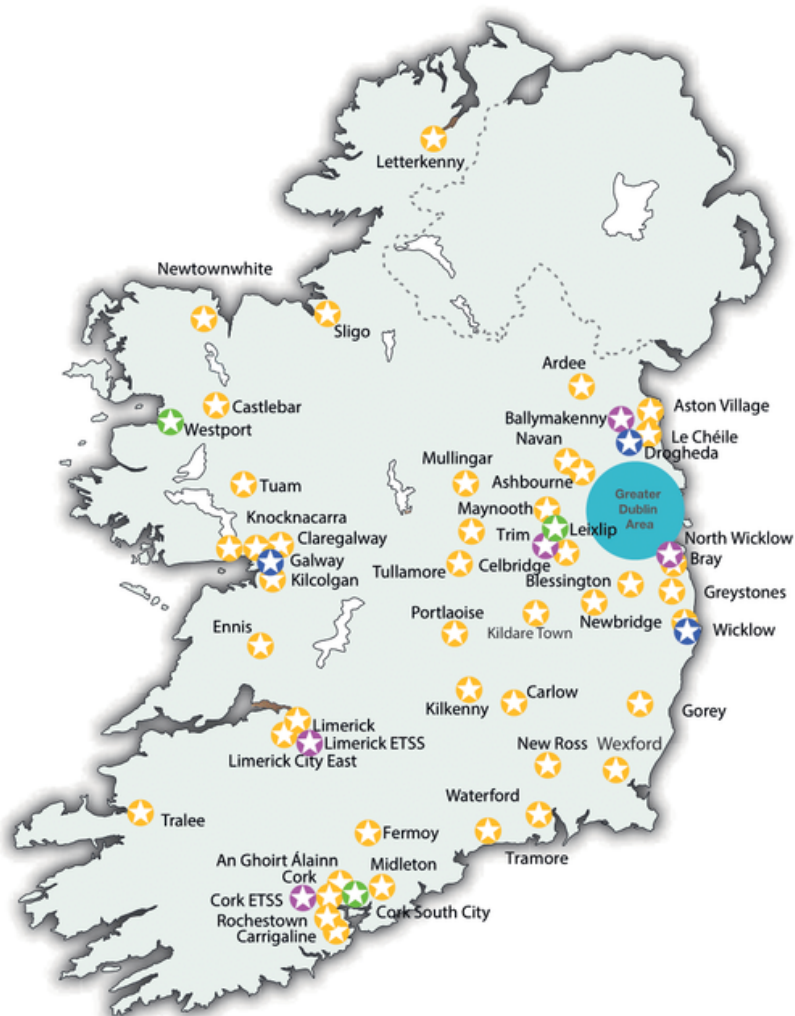 Letterkenny
Newtownwhite
Sligo
Ardee
Castlebar
Aston Village
Ballymakenny
Westport
Le Chéile
Navan
Drogheda
Mullingar
Ashbourne
Tuam
Greater
Dublin
Area
Maynooth
Knocknacarra
Leixlip
Trim
Claregalway
North Wicklow
Galway
Bray
Celbridge
Tullamore
Kilcolgan
Blessington
Greystones
Portlaoise
Newbridge
Ennis
Kildare Town
Wicklow
Carlow
Kilkenny
Gorey
Limerick
Limerick ETSS
New Ross
Wexford
Limerick City East
Waterford
Tralee
Fermoy
Tramore
An Ghoirt Álainn
Midleton
Cork
Cork ETSS
Cork South City
Rochestown
Carrigaline